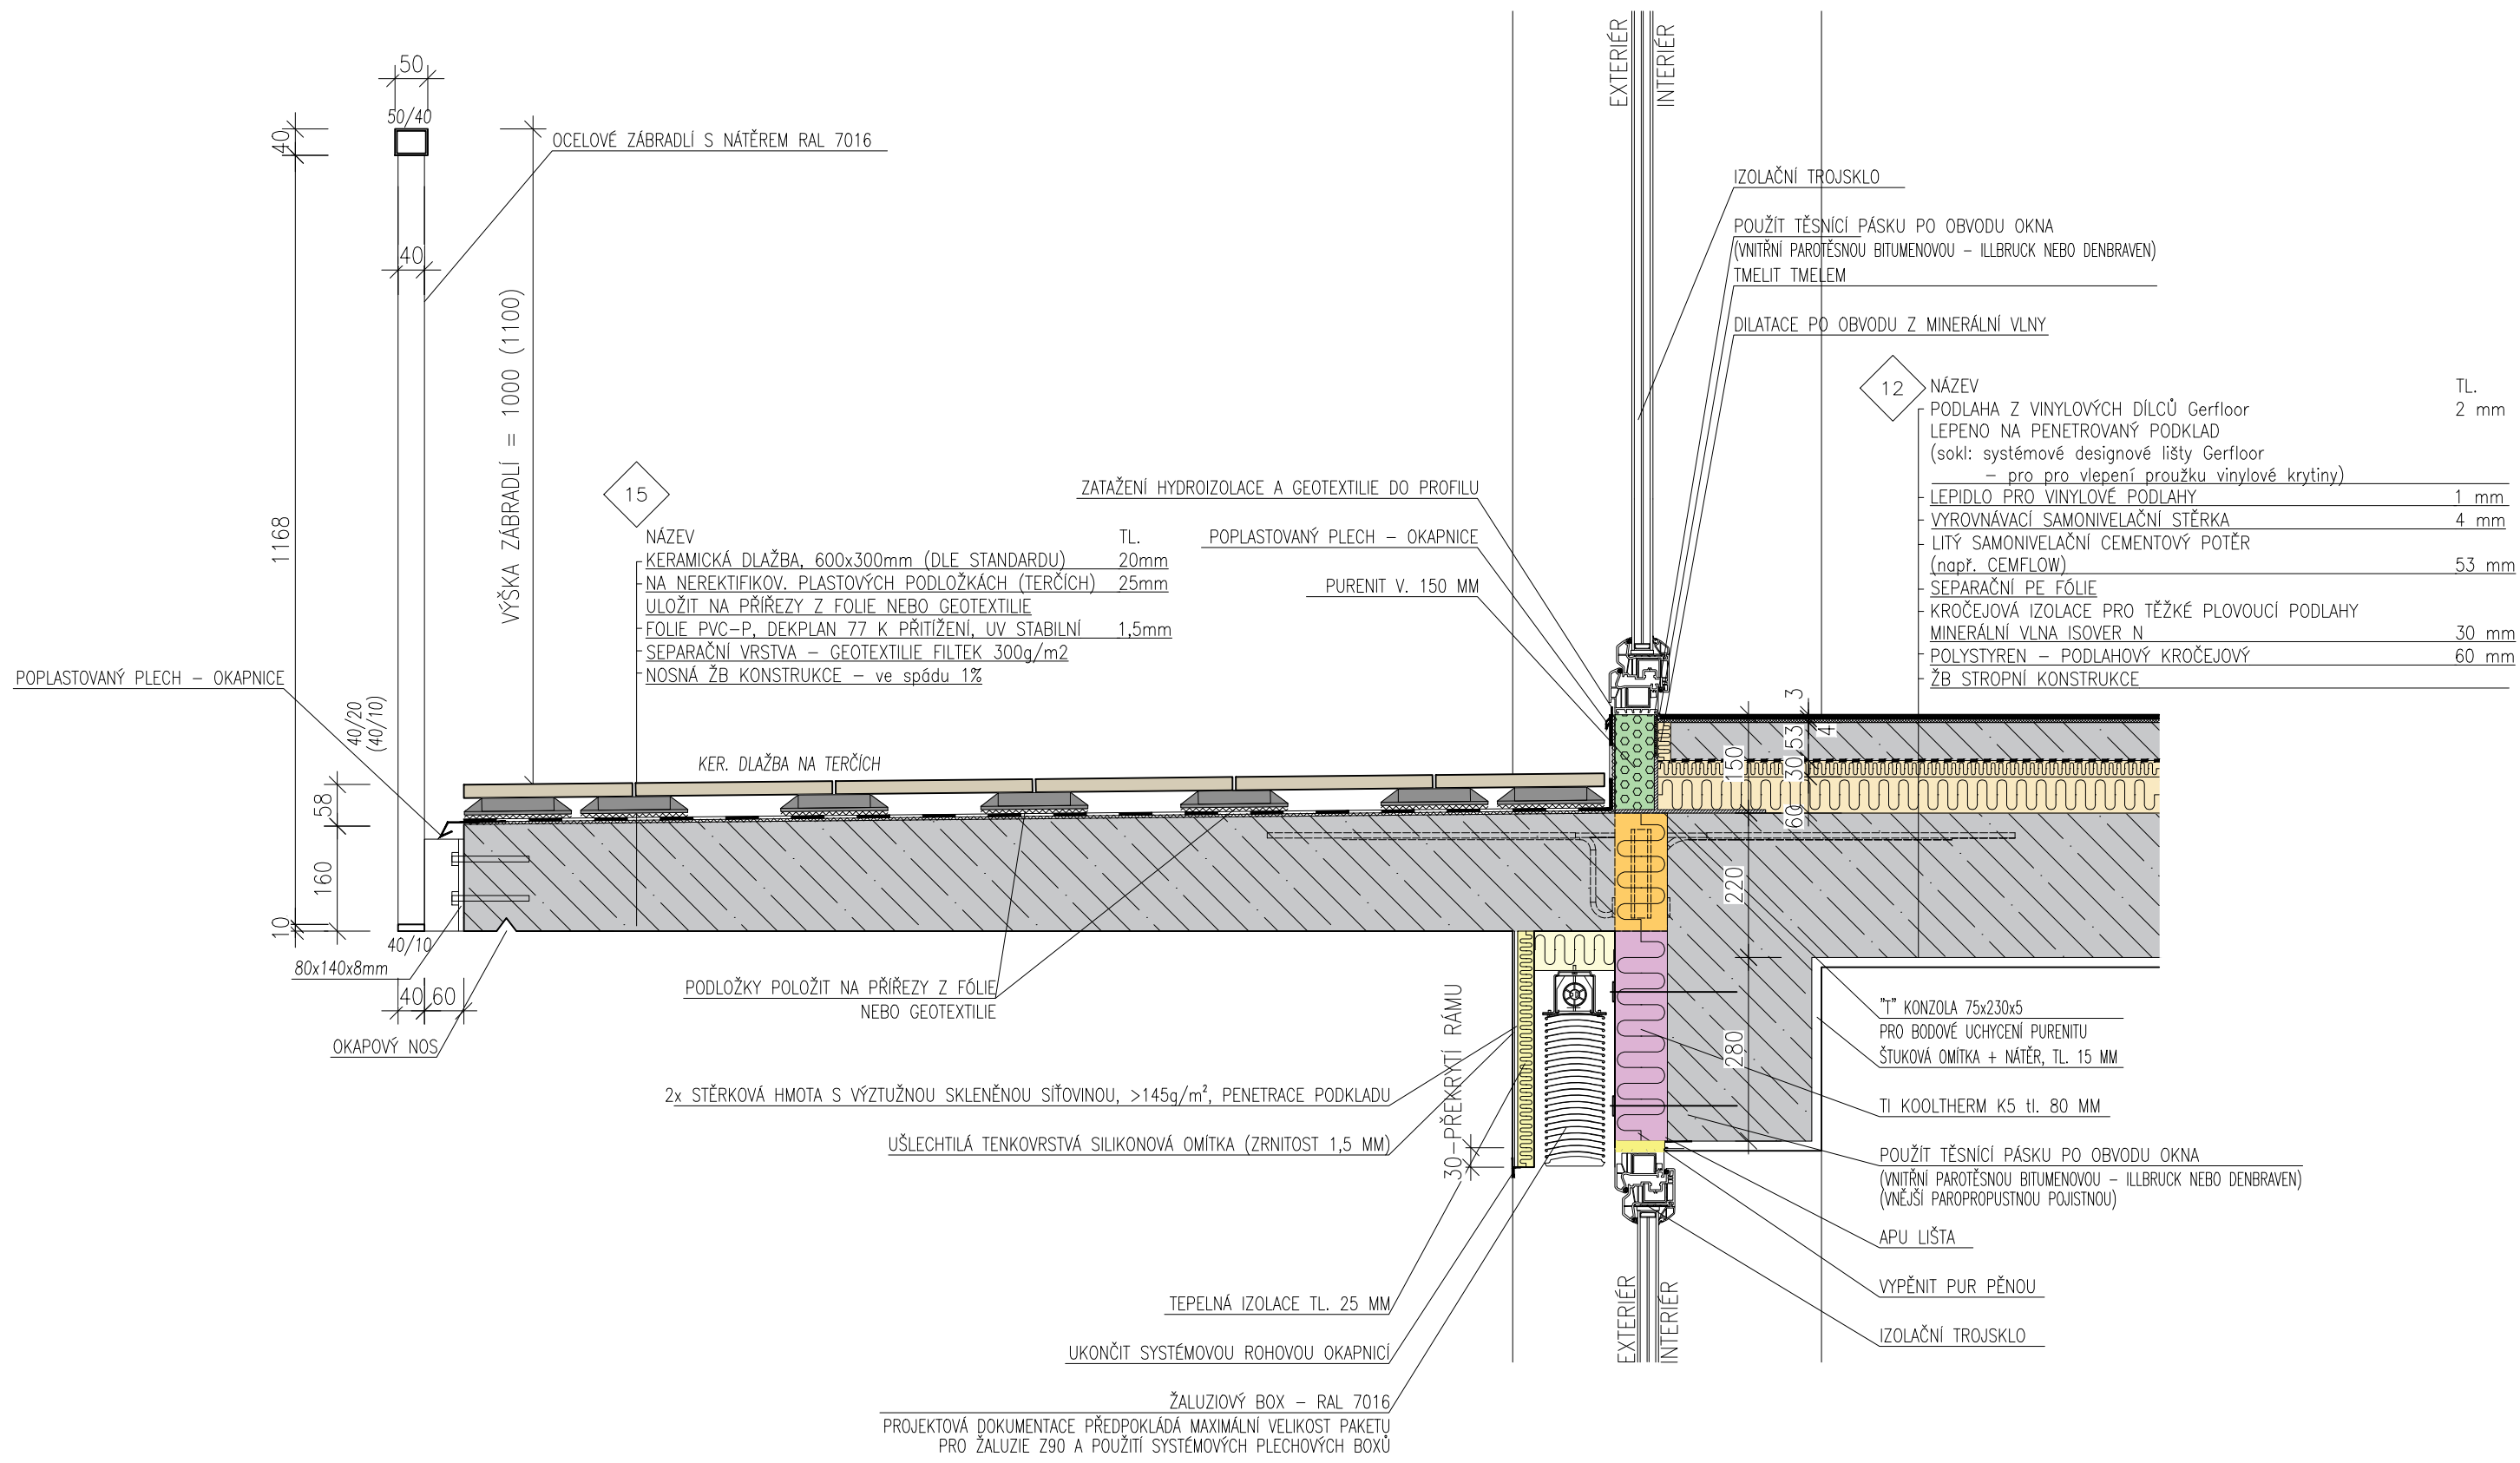 50
50/40
40
OCELOVÉ ZÁBRADLÍ S NÁTĚREM RAL 7016
40
VÝŠKA ZÁBRADLÍ = 1000 (1100)
1168
EXTERIÉR
INTERIÉR
IZOLAČNÍ TROJSKLO
POUŽÍT TĚSNÍCÍ PÁSKU PO OBVODU OKNA
(VNITŘNÍ PAROTĚSNOU BITUMENOVOU – ILLBRUCK NEBO DENBRAVEN)
TMELIT TMELEM
DILATACE PO OBVODU Z MINERÁLNÍ VLNY
12
NÁZEV TL.
PODLAHA Z VINYLOVÝCH DÍLCŮ Gerfloor 2 mm
LEPENO NA PENETROVANÝ PODKLAD
(sokl: systémové designové lišty Gerfloor
– pro pro vlepení proužku vinylové krytiny)
LEPIDLO PRO VINYLOVÉ PODLAHY 1 mm
VYROVNÁVACÍ SAMONIVELAČNÍ STĚRKA 4 mm
LITÝ SAMONIVELAČNÍ CEMENTOVÝ POTĚR
(např. CEMFLOW) 53 mm
SEPARAČNÍ PE FÓLIE
KROČEJOVÁ IZOLACE PRO TĚŽKÉ PLOVOUCÍ PODLAHY
MINERÁLNÍ VLNA ISOVER N 30 mm
POLYSTYREN – PODLAHOVÝ KROČEJOVÝ 60 mm
ŽB STROPNÍ KONSTRUKCE
15
NÁZEV TL.
KERAMICKÁ DLAŽBA, 600x300mm (DLE STANDARDU) 20mm
NA NEREKTIFIKOV. PLASTOVÝCH PODLOŽKÁCH (TERČÍCH) 25mm
ULOŽIT NA PŘÍŘEZY Z FOLIE NEBO GEOTEXTILIE
FOLIE PVC–P, DEKPLAN 77 K PŘITÍŽENÍ, UV STABILNÍ 1,5mm
SEPARAČNÍ VRSTVA – GEOTEXTILIE FILTEK 300g/m2
NOSNÁ ŽB KONSTRUKCE – ve spádu 1%
ZATAŽENÍ HYDROIZOLACE A GEOTEXTILIE DO PROFILU
POPLASTOVANÝ PLECH – OKAPNICE
PURENIT V. 150 MM
POPLASTOVANÝ PLECH – OKAPNICE
40/20
(40/10)
KER. DLAŽBA NA TERČÍCH
58
160
10
40/10
80x140x8mm
40
60
OKAPOVÝ NOS
3
4
53
30
60
150
220
280
PODLOŽKY POLOŽIT NA PŘÍŘEZY Z FÓLIE
NEBO GEOTEXTILIE
30–PŘEKRYTÍ RÁMU
2x STĚRKOVÁ HMOTA S VÝZTUŽNOU SKLENĚNOU SÍŤOVINOU, >145g/m², PENETRACE PODKLADU
UŠLECHTILÁ TENKOVRSTVÁ SILIKONOVÁ OMÍTKA (ZRNITOST 1,5 MM)
TEPELNÁ IZOLACE TL. 25 MM
UKONČIT SYSTÉMOVOU ROHOVOU OKAPNICÍ
ŽALUZIOVÝ BOX – RAL 7016
PROJEKTOVÁ DOKUMENTACE PŘEDPOKLÁDÁ MAXIMÁLNÍ VELIKOST PAKETU
PRO ŽALUZIE Z90 A POUŽITÍ SYSTÉMOVÝCH PLECHOVÝCH BOXŮ
"T" KONZOLA 75x230x5
PRO BODOVÉ UCHYCENÍ PURENITU
ŠTUKOVÁ OMÍTKA + NÁTĚR, TL. 15 MM
TI KOOLTHERM K5 tl. 80 MM
POUŽÍT TĚSNÍCÍ PÁSKU PO OBVODU OKNA
(VNITŘNÍ PAROTĚSNOU BITUMENOVOU – ILLBRUCK NEBO DENBRAVEN)
(VNĚJŠÍ PAROPROPUSTNOU POJISTNOU)
APU LIŠTA
VYPĚNIT PUR PĚNOU
IZOLAČNÍ TROJSKLO
EXTERIÉR
INTERIÉR